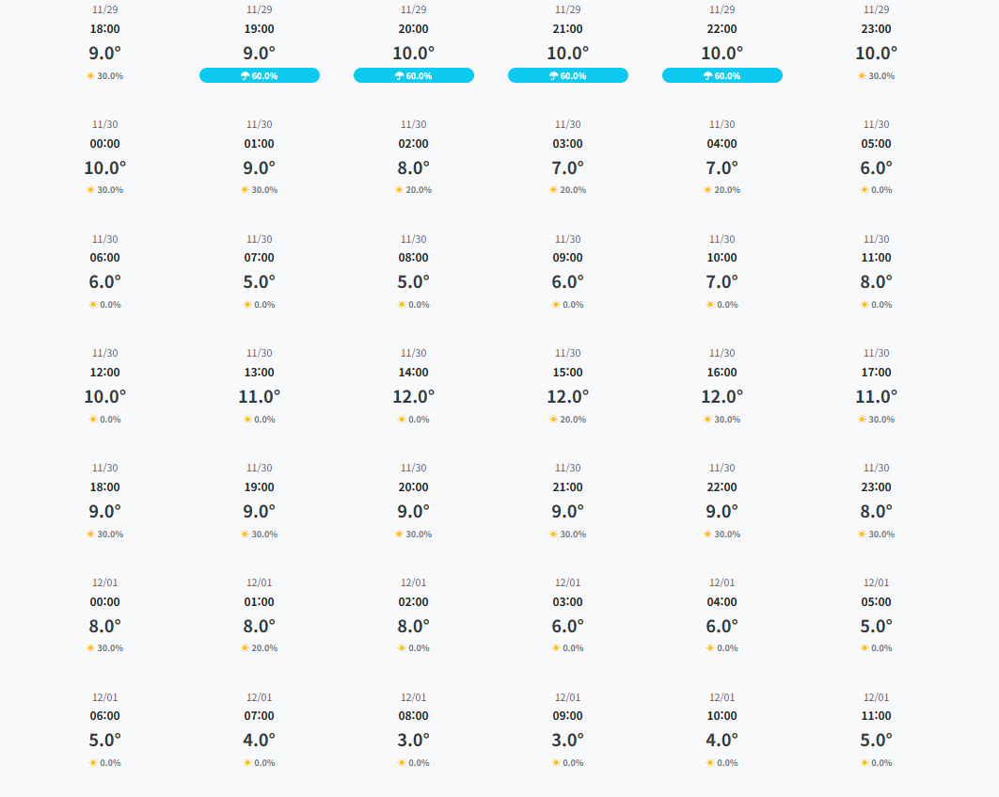 11/29 11/29 11/29 11/29 11/29 11/29
18:00 19:00 20:00 21:00 22:00 23:00
9.0° 9.0° 10.0° 10.0° 10.0° 10.0°
30.0% 60.0% 60.0% 60.0% 60.0% 30.0%
11/30 11/30 11/30 11/30 11/30 11/30
00:00 01:00 02:00 03:00 04:00 05:00
10.0° 9.0° 8.0° 7.0° 7.0° 6.0°
30.0% 30.0% 20.0% 20.0% 20.0% 0.0%
11/30 11/30 11/30 11/30 11/30 11/30
06:00 07:00 08:00 09:00 10:00 11:00
6.0° 5.0° 5.0° 6.0° 7.0° 8.0°
0.0% 0.0% 0.0% 0.0% 0.0% 0.0%
11/30 11/30 11/30 11/30 11/30 11/30
12:00 13:00 14:00 15:00 16:00 17:00
10.0° 11.0° 12.0° 12.0° 12.0° 11.0°
0.0% 0.0% 0.0% 20.0% 30.0% 30.0%
11/30 11/30 11/30 11/30 11/30 11/30
18:00 19:00 20:00 21:00 22:00 23:00
9.0° 9.0° 9.0° 9.0° 9.0° 8.0°
30.0% 30.0% 30.0% 30.0% 30.0% 30.0%
12/01 12/01 12/01 12/01 12/01 12/01
00:00 01:00 02:00 03:00 04:00 05:00
8.0° 8.0° 8.0° 6.0° 6.0° 5.0°
30.0% 20.0% 0.0% 0.0% 0.0% 0.0%
12/01 12/01 12/01 12/01 12/01 12/01
06:00 07:00 08:00 09:00 10:00 11:00
5.0° 4.0° 3.0° 3.0° 4.0° 5.0°
0.0% 0.0% 0.0% 0.0% 0.0% 0.0%